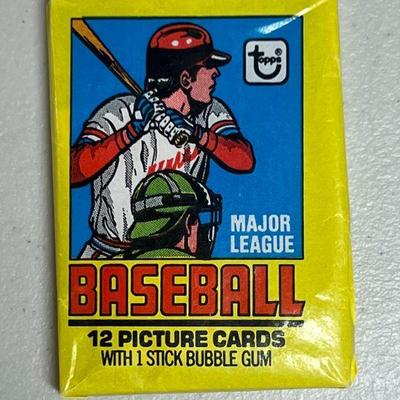 topps
MAJOR
LEAGUE
BASEBALL
12 PICTURE CARDS
WITH 1 STICK BUBBLE GUM